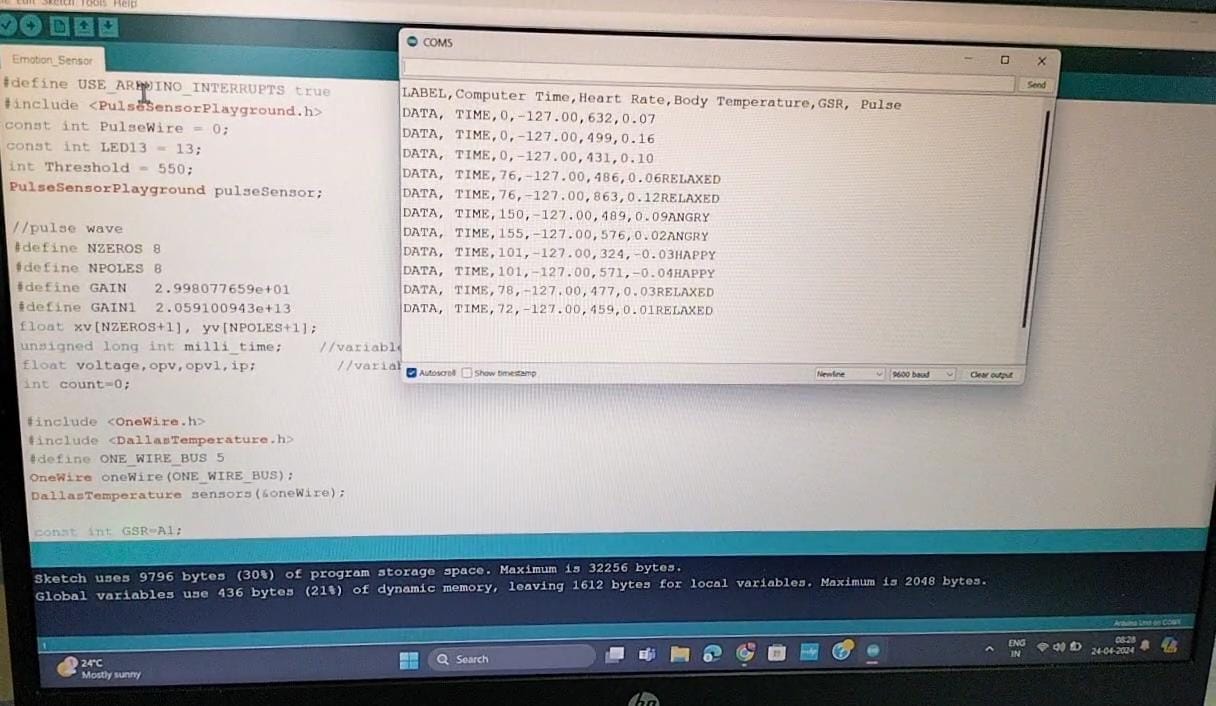 Edit Sketch Tools Help
Emotion_Sensor
#define USE_ARDUINO_INTERRUPTS true
#include <PulseSensorPlayground.h>
const int PulseWire = 0;
const int LED13 = 13;
int Threshold = 550;
PulseSensorPlayground pulseSensor;
//pulse wave
#define NZEROS 8
#define NPOLES 8
#define GAIN   2.998077659e+01
#define GAIN1  2.059100943e+13
float xv[NZEROS+1], yv[NPOLES+1];
unsigned long int milli_time;    //variable
float voltage,opv,opv1,ip;         //variab
int count=0;
#include <OneWire.h>
#include <DallasTemperature.h>
#define ONE_WIRE_BUS 5
OneWire oneWire(ONE_WIRE_BUS);
DallasTemperature sensors(&oneWire);
const int GSR=A1;
COM5
Send
LABEL,Computer Time,Heart Rate,Body Temperature,GSR, Pulse
DATA, TIME,0,-127.00,632,0.07
DATA, TIME,0,-127.00,499,0.16
DATA, TIME,0,-127.00,431,0.10
DATA, TIME,76,-127.00,486,0.06RELAXED
DATA, TIME,76,-127.00,863,0.12RELAXED
DATA, TIME,150,-127.00,489,0.09ANGRY
DATA, TIME,155,-127.00,576,0.02ANGRY
DATA, TIME,101,-127.00,324,-0.03HAPPY
DATA, TIME,101,-127.00,571,-0.04HAPPY
DATA, TIME,78,-127.00,477,0.03RELAXED
DATA, TIME,72,-127.00,459,0.01RELAXED
Autoscroll Show timestamp Newline 9600 baud Clear output
Sketch uses 9796 bytes (30%) of program storage space. Maximum is 32256 bytes.
Global variables use 436 bytes (21%) of dynamic memory, leaving 1612 bytes for local variables. Maximum is 2048 bytes.
1
Arduino Uno on COM5
24°C
Mostly sunny
Search
ENG
IN
08:28
24-04-2024
hp